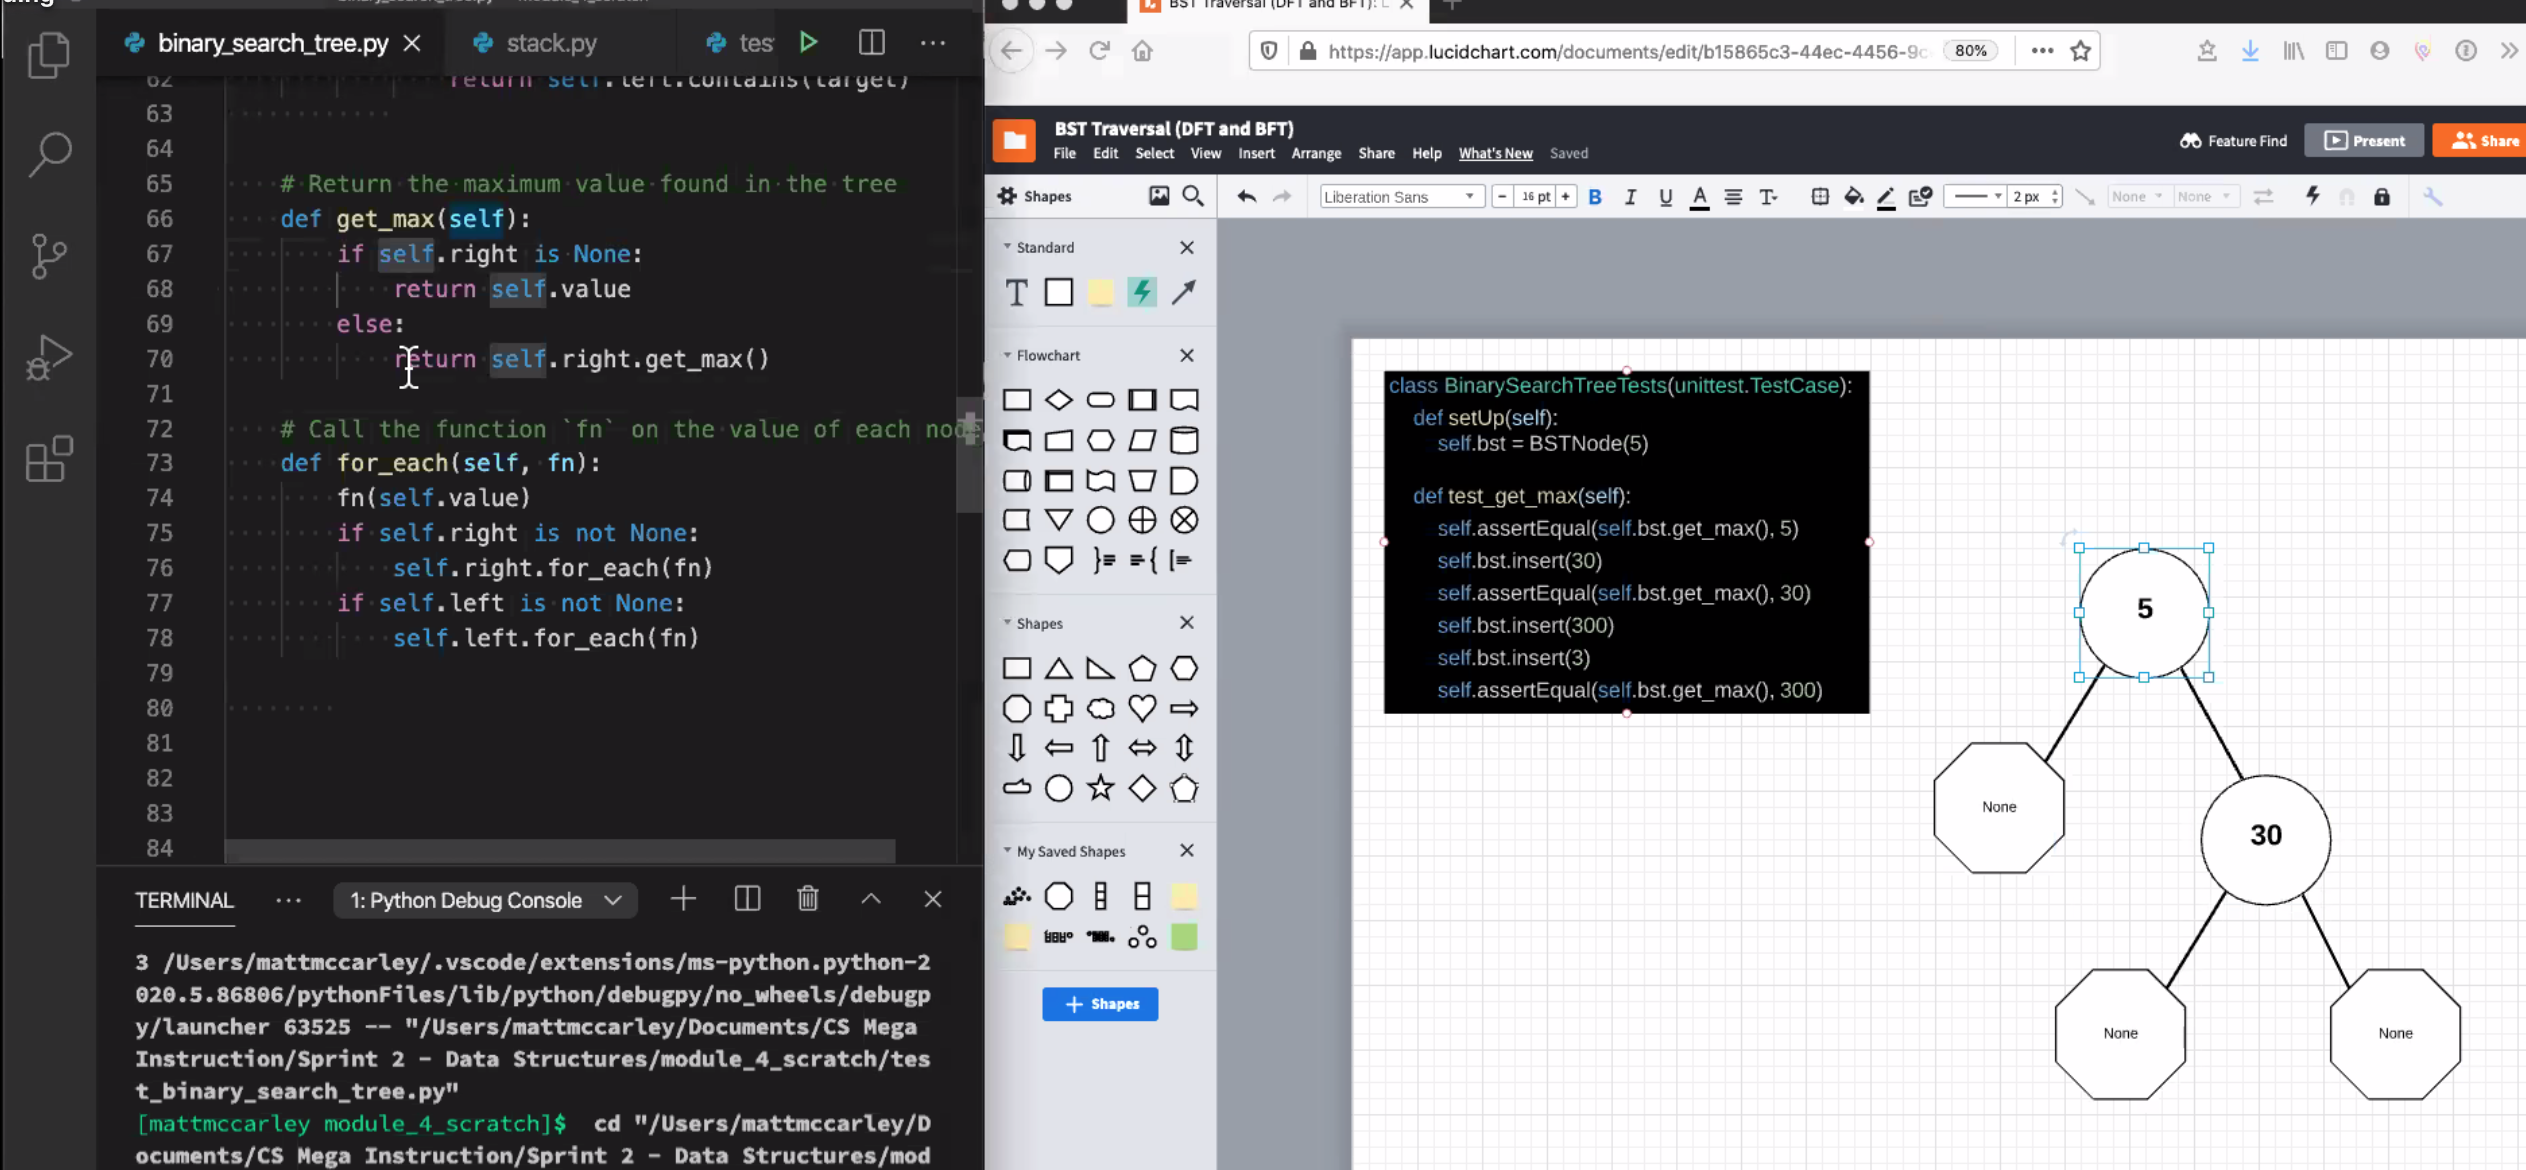 binary_search_tree.py
stack.py
tes
62 return self.left.contains(target)
63
64
65 # Return the maximum value found in the tree
66 def get_max(self):
67 if self.right is None:
68 return self.value
69 else:
70 return self.right.get_max()
71
72 # Call the function `fn` on the value of each node
73 def for_each(self, fn):
74 fn(self.value)
75 if self.right is not None:
76 self.right.for_each(fn)
77 if self.left is not None:
78 self.left.for_each(fn)
79
80
81
82
83
84
TERMINAL
1: Python Debug Console
3 /Users/mattmccarley/.vscode/extensions/ms-python.python-2
020.5.86806/pythonFiles/lib/python/debugpy/no_wheels/debugp
y/launcher 63525 -- "/Users/mattmccarley/Documents/CS Mega
Instruction/Sprint 2 - Data Structures/module_4_scratch/tes
t_binary_search_tree.py"
[mattmccarley module_4_scratch]$ cd "/Users/mattmccarley/D
ocuments/CS Mega Instruction/Sprint 2 - Data Structures/mod
BST Traversal (DFT and BFT): L
https://app.lucidchart.com/documents/edit/b15865c3-44ec-4456-9c
80%
BST Traversal (DFT and BFT)
File Edit Select View Insert Arrange Share Help What's New Saved
Feature Find
Present
Share
Shapes
Liberation Sans
16 pt
B I U A T
2 px
None
None
Standard
T
Flowchart
Shapes
My Saved Shapes
+ Shapes
class BinarySearchTreeTests(unittest.TestCase):
def setUp(self):
self.bst = BSTNode(5)
def test_get_max(self):
self.assertEqual(self.bst.get_max(), 5)
self.bst.insert(30)
self.assertEqual(self.bst.get_max(), 30)
self.bst.insert(300)
self.bst.insert(3)
self.assertEqual(self.bst.get_max(), 300)
5
None
30
None
None